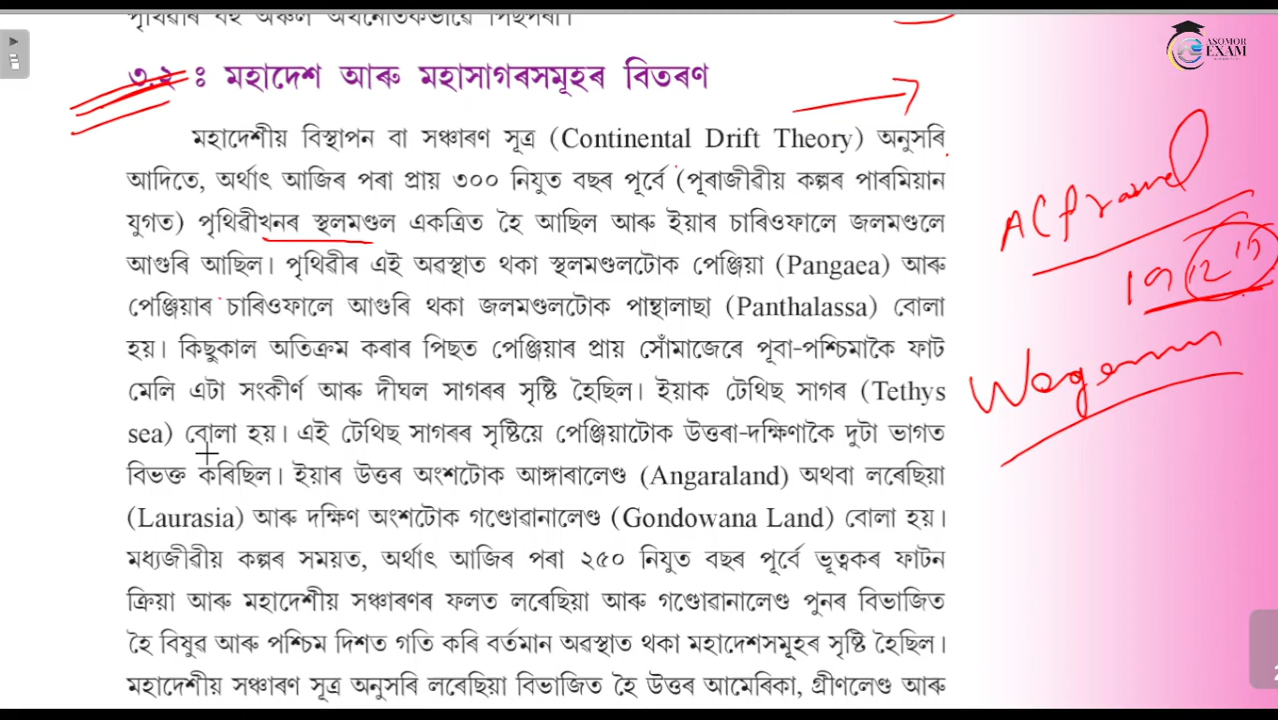 পৃথিৱীৰ বহু অঞ্চল অৰ্থনৈতিকভাৱে পিছপৰা।
ASOMOR
EXAM
৩.২ : মহাদেশ আৰু মহাসাগৰসমূহৰ বিতৰণ
মহাদেশীয় বিস্থাপন বা সঞ্চাৰণ সূত্ৰ (Continental Drift Theory) অনুসৰি
আদিতে, অৰ্থাৎ আজিৰ পৰা প্ৰায় ৩০০ নিযুত বছৰ পূৰ্বে (পূৰাজীৱীয় কল্পৰ পাৰমিয়ান
যুগত) পৃথিৱীখনৰ স্থলমণ্ডল একত্ৰিত হৈ আছিল আৰু ইয়াৰ চাৰিওফালে জলমণ্ডলে
আগুৰি আছিল। পৃথিৱীৰ এই অৱস্থাত থকা স্থলমণ্ডলটোক পেঞ্জিয়া (Pangaea) আৰু
পেঞ্জিয়াৰ চাৰিওফালে আগুৰি থকা জলমণ্ডলটোক পান্থালাছা (Panthalassa) বোলা
হয়। কিছুকাল অতিক্ৰম কৰাৰ পিছত পেঞ্জিয়াৰ প্ৰায় সোঁমাজেৰে পূবা-পশ্চিমাকৈ ফাট
মেলি এটা সংকীৰ্ণ আৰু দীঘল সাগৰৰ সৃষ্টি হৈছিল। ইয়াক টেথিছ সাগৰ (Tethys
sea) বোলা হয়। এই টেথিছ সাগৰৰ সৃষ্টিয়ে পেঞ্জিয়াটোক উত্তৰা-দক্ষিণাকৈ দুটা ভাগত
বিভক্ত কৰিছিল। ইয়াৰ উত্তৰ অংশটোক আঙ্গাৰালেণ্ড (Angaraland) অথবা লৰেছিয়া
(Laurasia) আৰু দক্ষিণ অংশটোক গণ্ডোৱানালেণ্ড (Gondowana Land) বোলা হয়।
মধ্যজীৱীয় কল্পৰ সময়ত, অৰ্থাৎ আজিৰ পৰা ২৫০ নিযুত বছৰ পূৰ্বে ভূত্বকৰ ফাটন
ক্ৰিয়া আৰু মহাদেশীয় সঞ্চাৰণৰ ফলত লৰেছিয়া আৰু গণ্ডোৱানালেণ্ড পুনৰ বিভাজিত
হৈ বিষুৱ আৰু পশ্চিম দিশত গতি কৰি বৰ্তমান অৱস্থাত থকা মহাদেশসমূহৰ সৃষ্টি হৈছিল।
মহাদেশীয় সঞ্চাৰণ সূত্ৰ অনুসৰি লৰেছিয়া বিভাজিত হৈ উত্তৰ আমেৰিকা, গ্ৰীণলেণ্ড আৰু